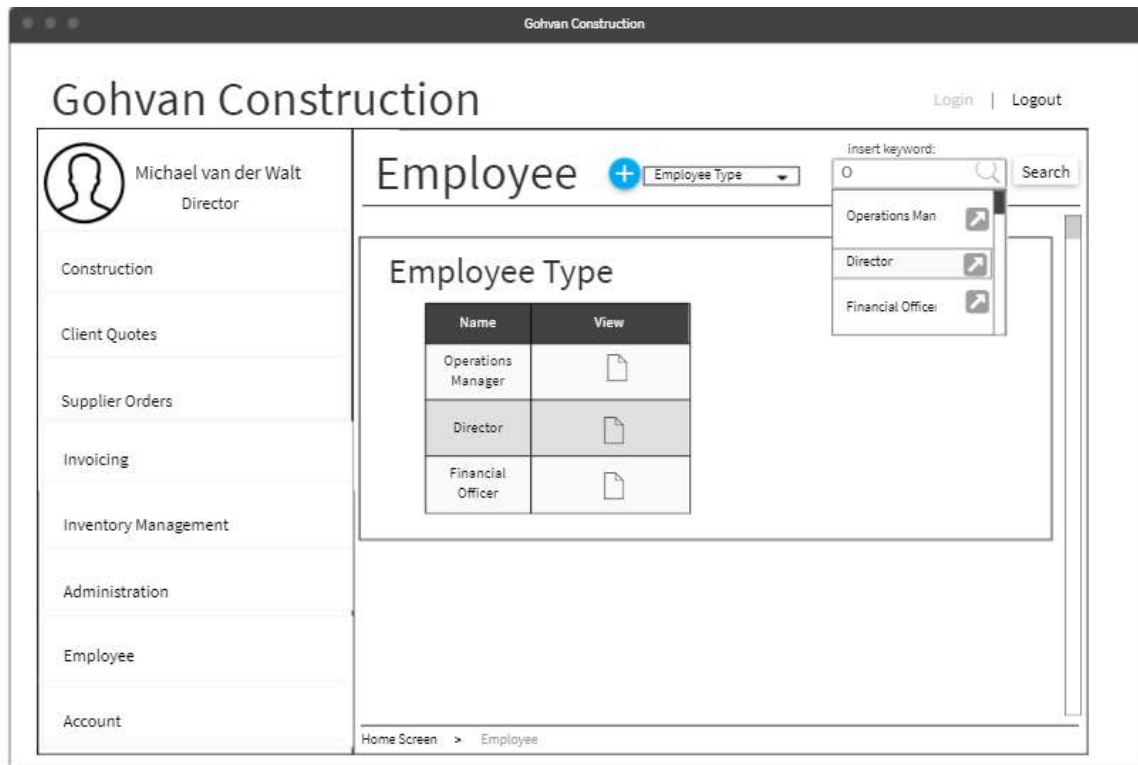 Gohvan Construction
Gohvan Construction
Login | Logout
Michael van der Walt
Director
Construction
Client Quotes
Supplier Orders
Invoicing
Inventory Management
Administration
Employee
Account
Employee
+ Employee Type
insert keyword:
O
Search
Operations Man
Director
Financial Officer
Employee Type
Name View
Operations
Manager
Director
Financial
Officer
Home Screen > Employee